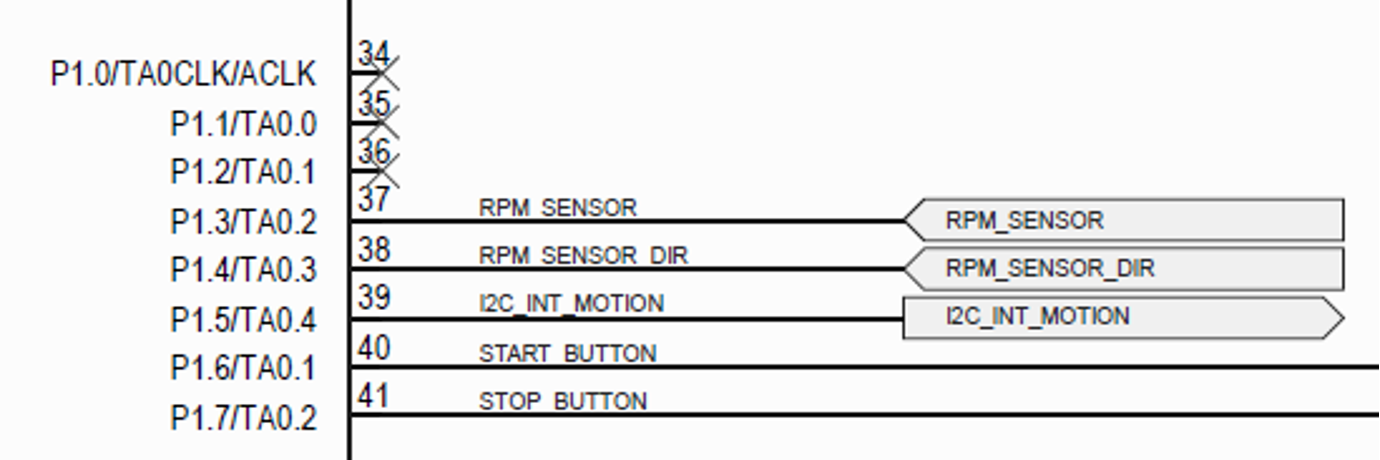 34
P1.0/TA0CLK/ACLK
35
P1.1/TA0.0
36
P1.2/TA0.1
37
P1.3/TA0.2 RPM_SENSOR RPM_SENSOR
38
P1.4/TA0.3 RPM_SENSOR_DIR RPM_SENSOR_DIR
39
P1.5/TA0.4 I2C_INT_MOTION I2C_INT_MOTION
40
P1.6/TA0.1 START_BUTTON
41
P1.7/TA0.2 STOP_BUTTON